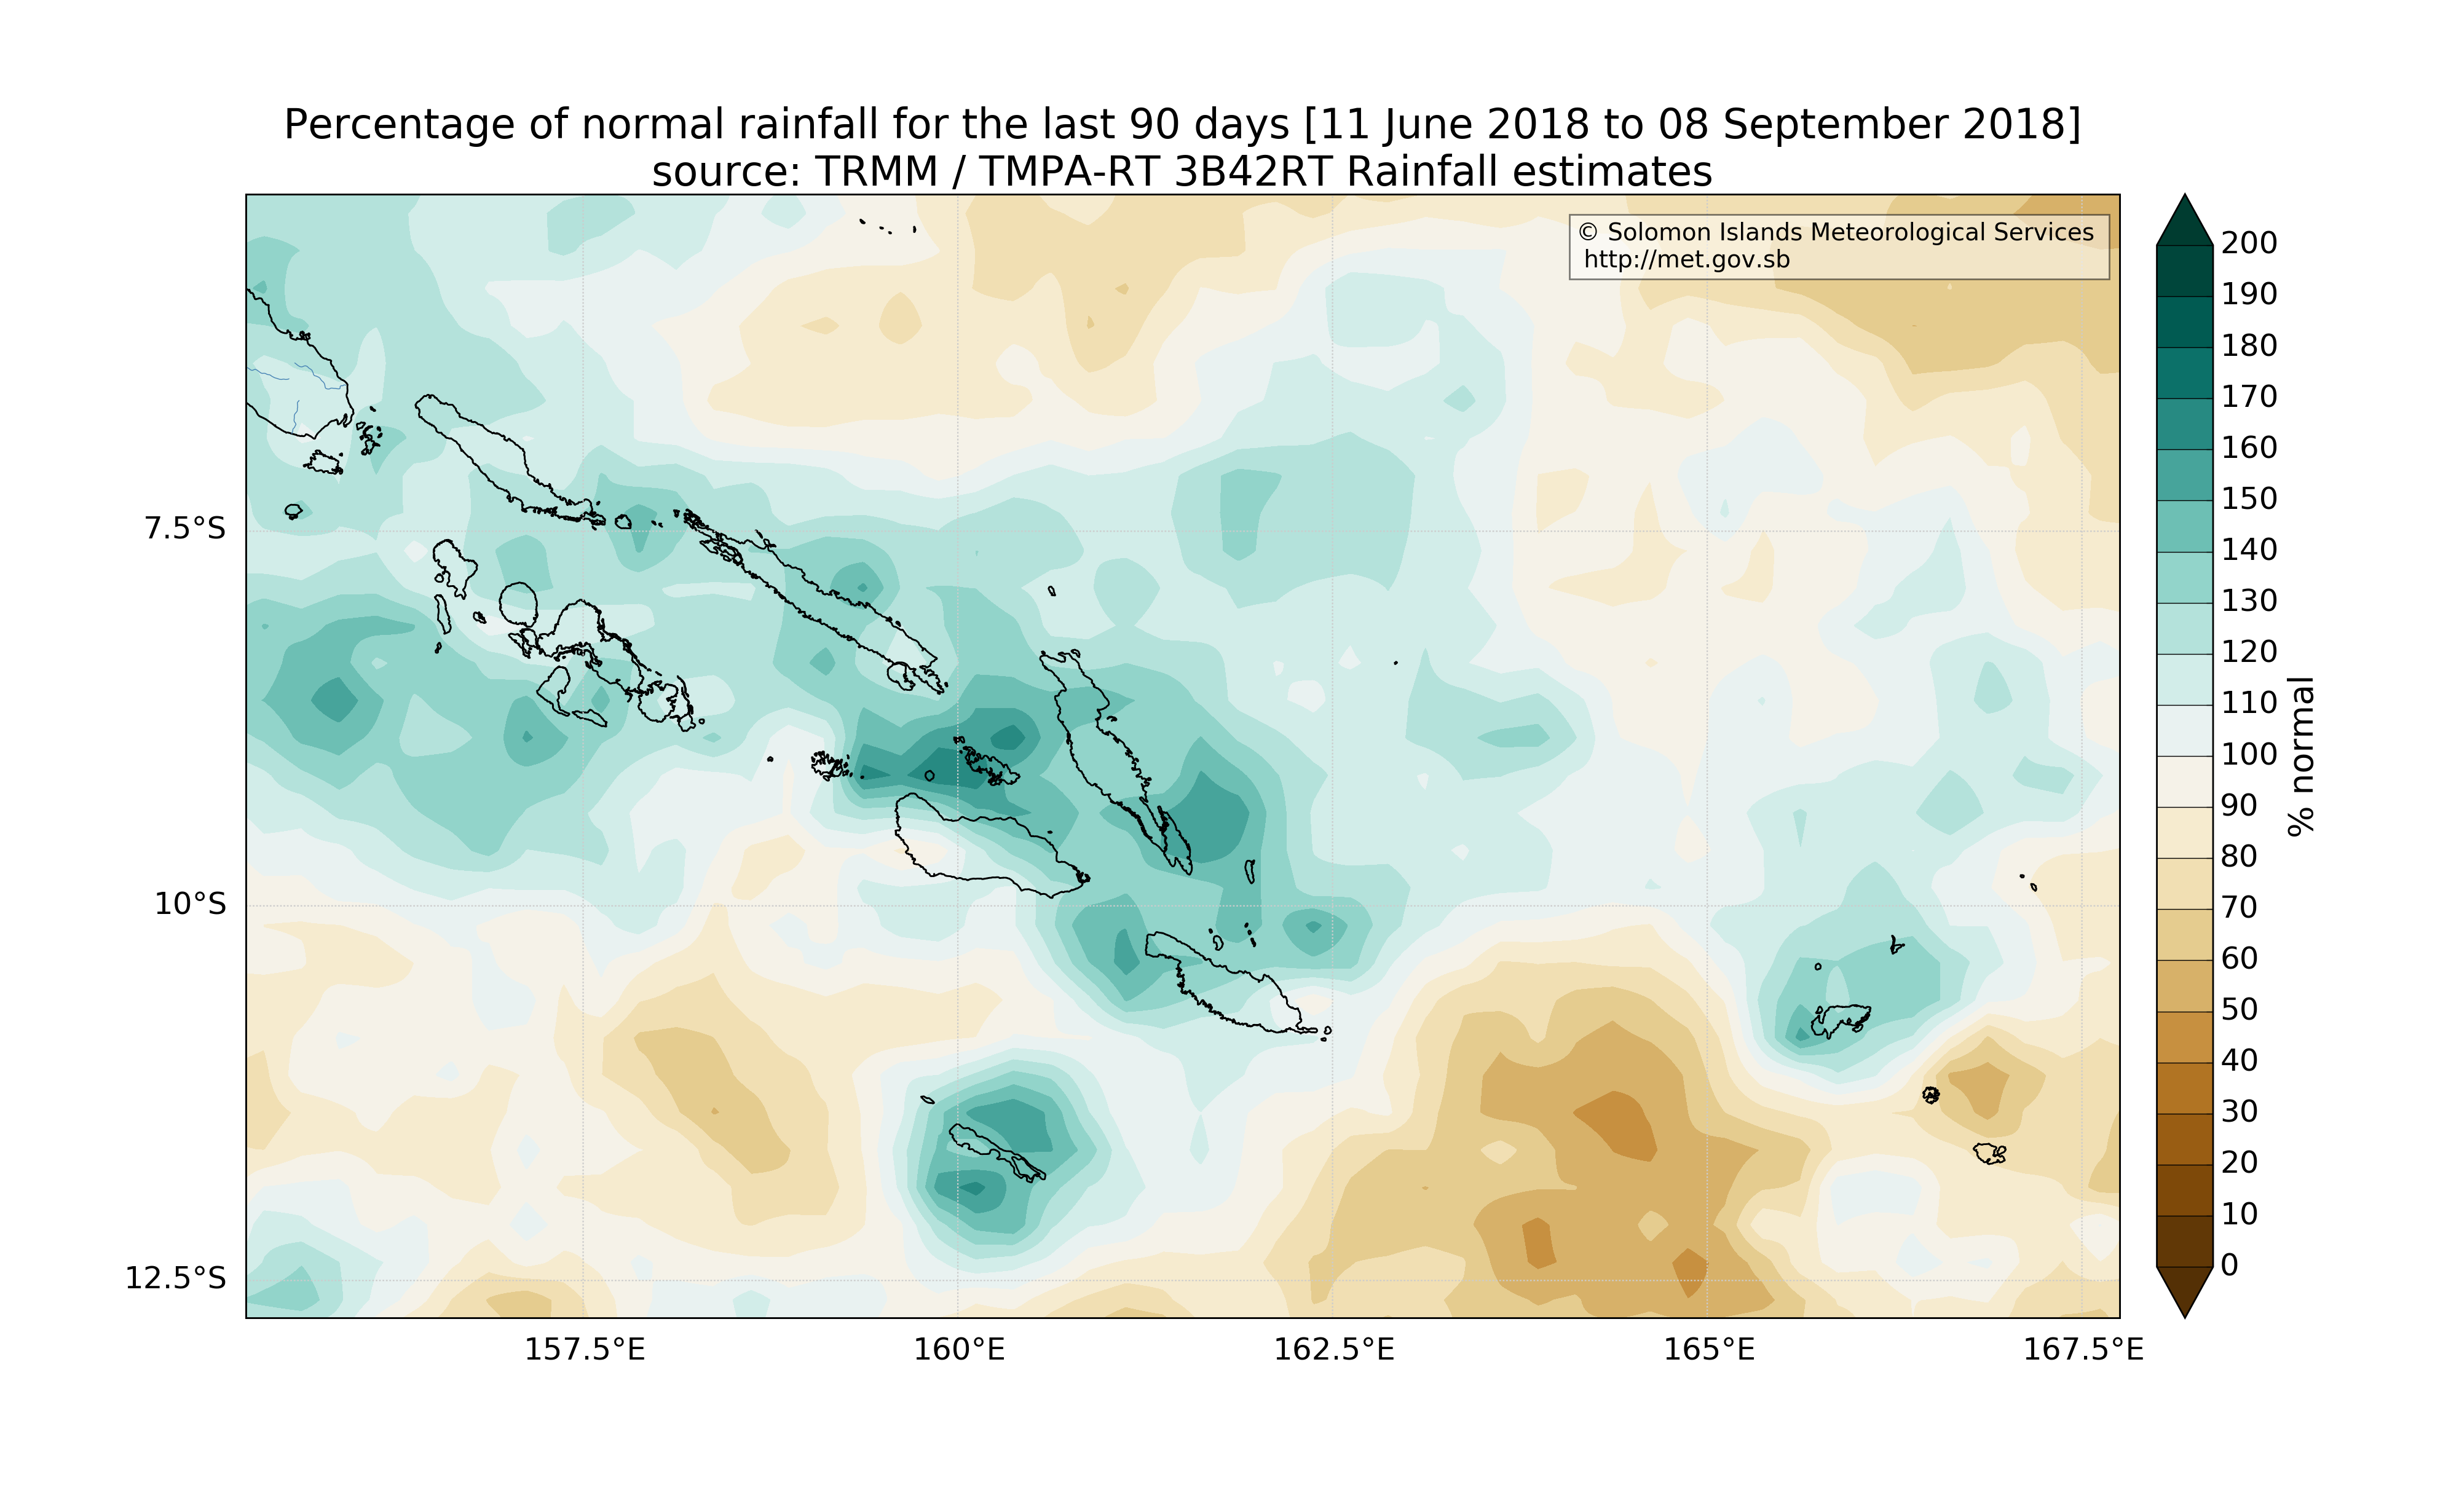 Percentage of normal rainfall for the last 90 days [11 June 2018 to 08 September 2018]
source: TRMM / TMPA-RT 3B42RT Rainfall estimates
© Solomon Islands Meteorological Services
http://met.gov.sb
7.5°S
10°S
12.5°S
157.5°E
160°E
162.5°E
165°E
167.5°E
200
190
180
170
160
150
140
130
120
110
100
90
80
70
60
50
40
30
20
10
0
% normal